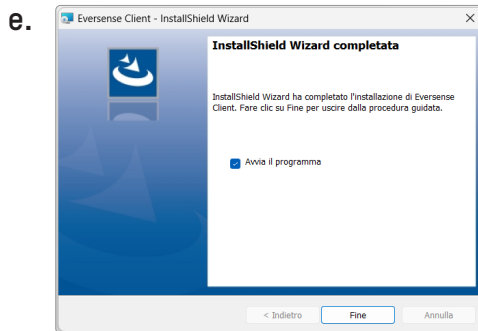 e.
Eversense Client - InstallShield Wizard
InstallShield Wizard completata
InstallShield Wizard ha completato l'installazione di Eversense
Client. Fare clic su Fine per uscire dalla procedura guidata.
Avvia il programma
< Indietro Fine Annulla